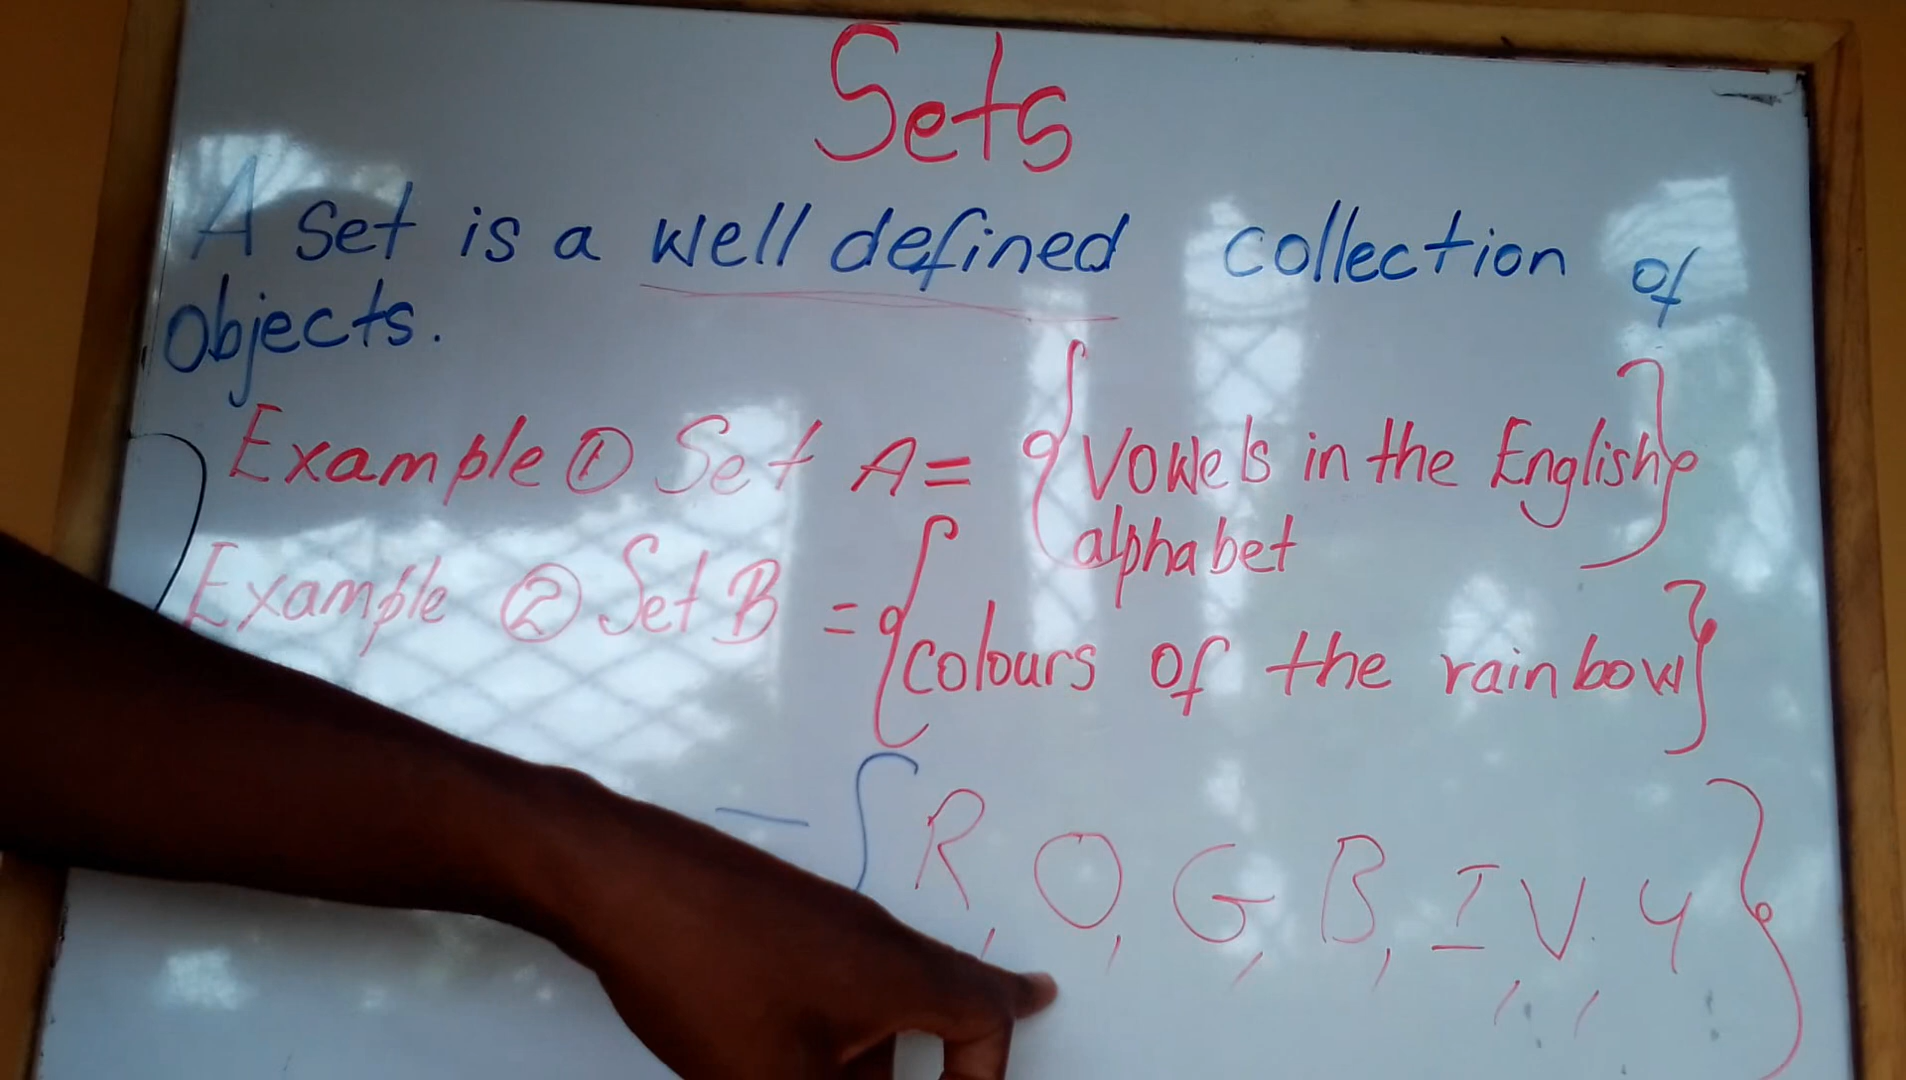 Sets
A set is a well defined collection of
objects.
Example ① Set A = {Vowels in the English}
alphabet
Example ② Set B = {colours of the rainbow}
= {R, O, G, B, I, V, Y}